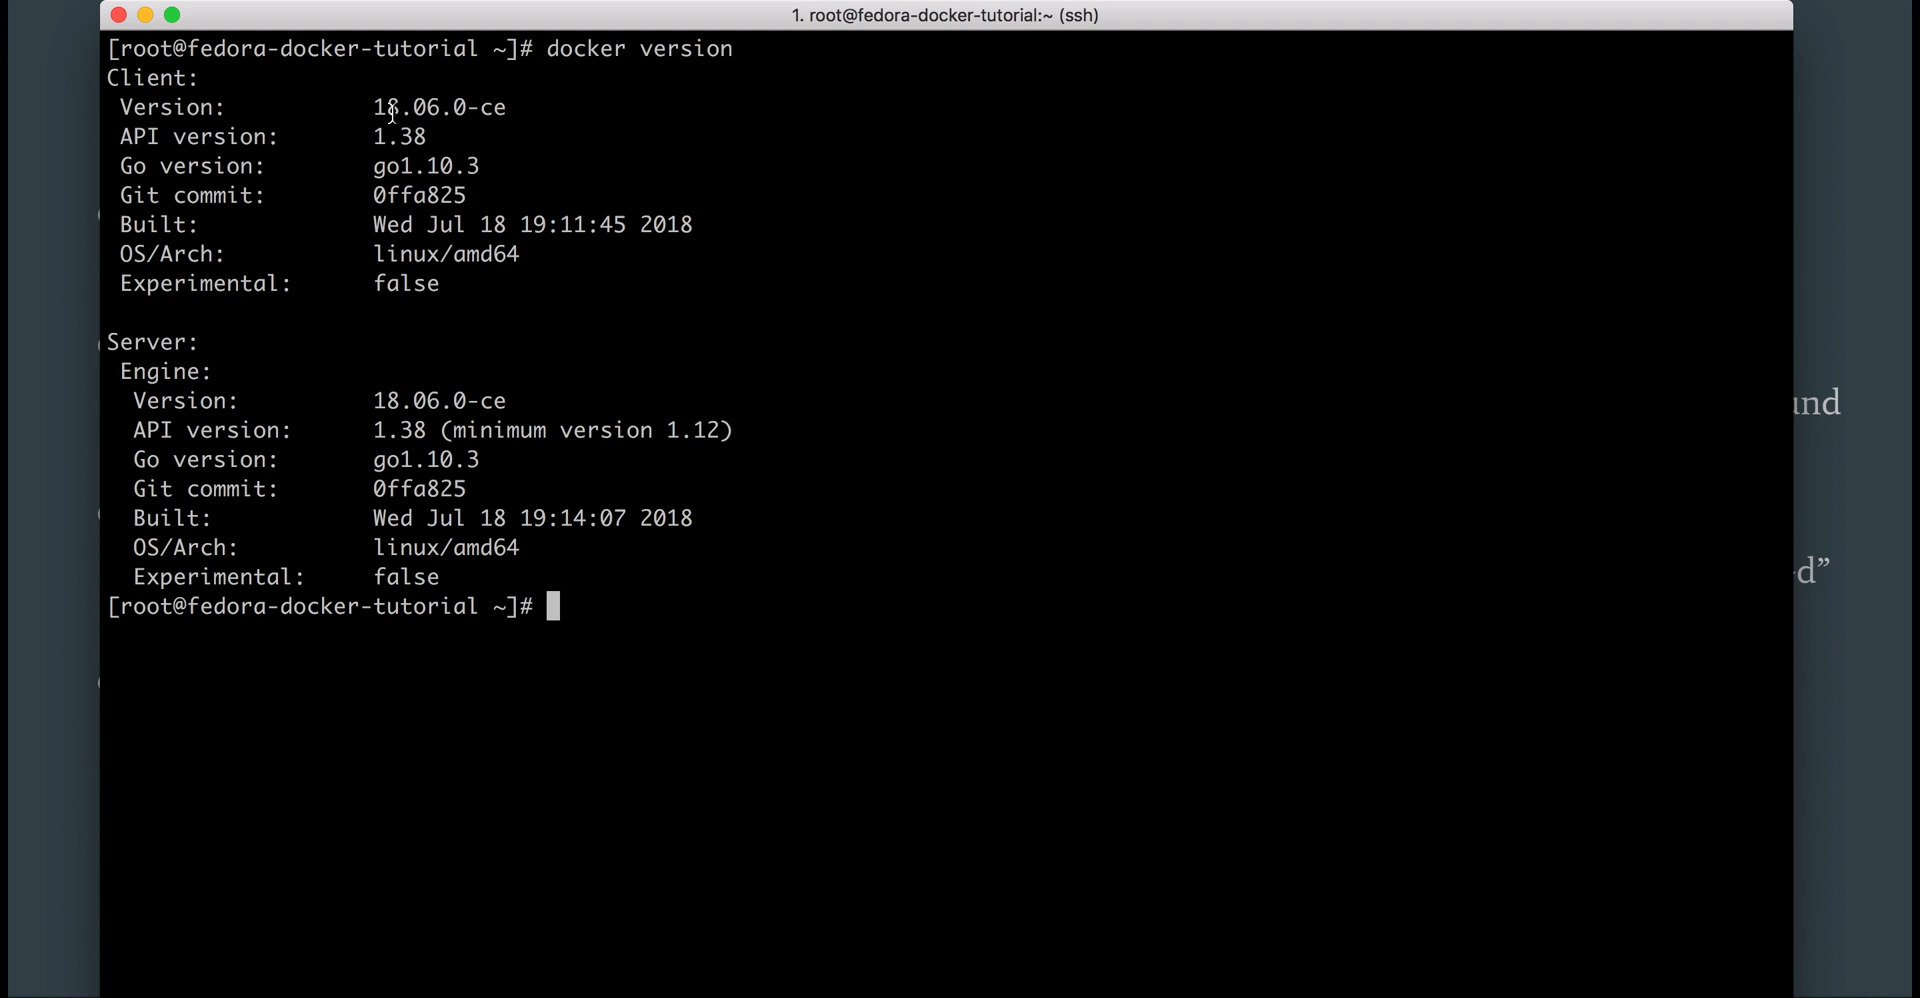 1. root@fedora-docker-tutorial:~ (ssh)
[root@fedora-docker-tutorial ~]# docker version
Client:
Version: 18.06.0-ce
API version: 1.38
Go version: go1.10.3
Git commit: 0ffa825
Built: Wed Jul 18 19:11:45 2018
OS/Arch: linux/amd64
Experimental: false
Server:
Engine:
Version: 18.06.0-ce
API version: 1.38 (minimum version 1.12)
Go version: go1.10.3
Git commit: 0ffa825
Built: Wed Jul 18 19:14:07 2018
OS/Arch: linux/amd64
Experimental: false
[root@fedora-docker-tutorial ~]#